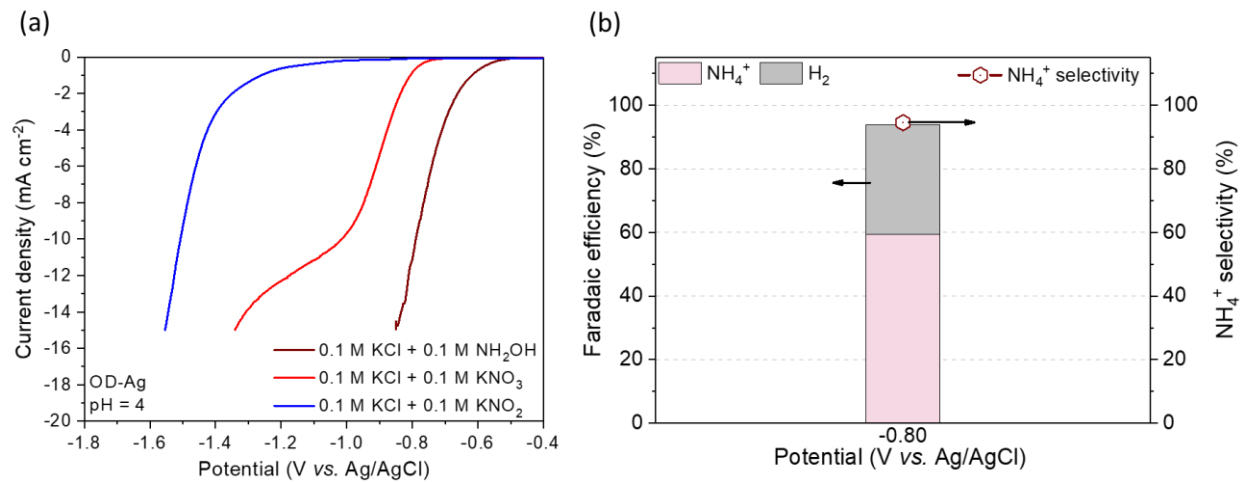 (a)
Current density (mA cm⁻²)
0
-2
-4
-6
-8
-10
-12
-14
-16
-18
-20
OD-Ag
pH = 4
0.1 M KCl + 0.1 M NH₂OH
0.1 M KCl + 0.1 M KNO₃
0.1 M KCl + 0.1 M KNO₂
-1.8 -1.6 -1.4 -1.2 -1.0 -0.8 -0.6 -0.4
Potential (V vs. Ag/AgCl)
(b)
NH₄⁺ H₂ NH₄⁺ selectivity
Faradaic efficiency (%)
100
80
60
40
20
0
-0.80
Potential (V vs. Ag/AgCl)
100
80
60
40
20
0
NH₄⁺ selectivity (%)